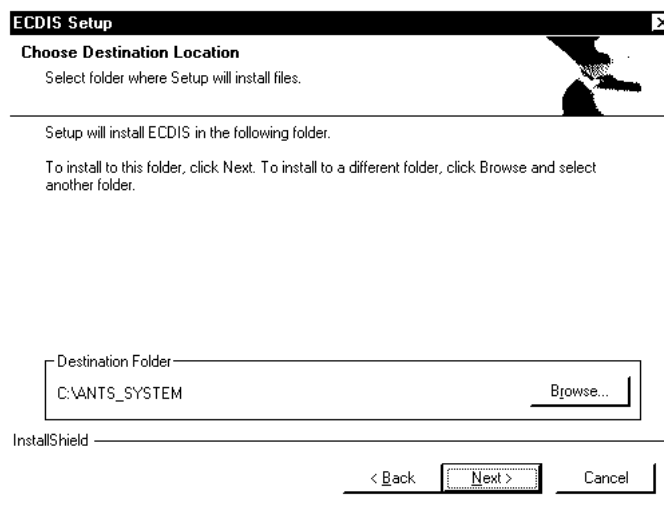 ECDIS Setup
Choose Destination Location
Select folder where Setup will install files.
Setup will install ECDIS in the following folder.
To install to this folder, click Next. To install to a different folder, click Browse and select
another folder.
Destination Folder
C:\ANTS_SYSTEM
Browse...
InstallShield
< Back
Next >
Cancel